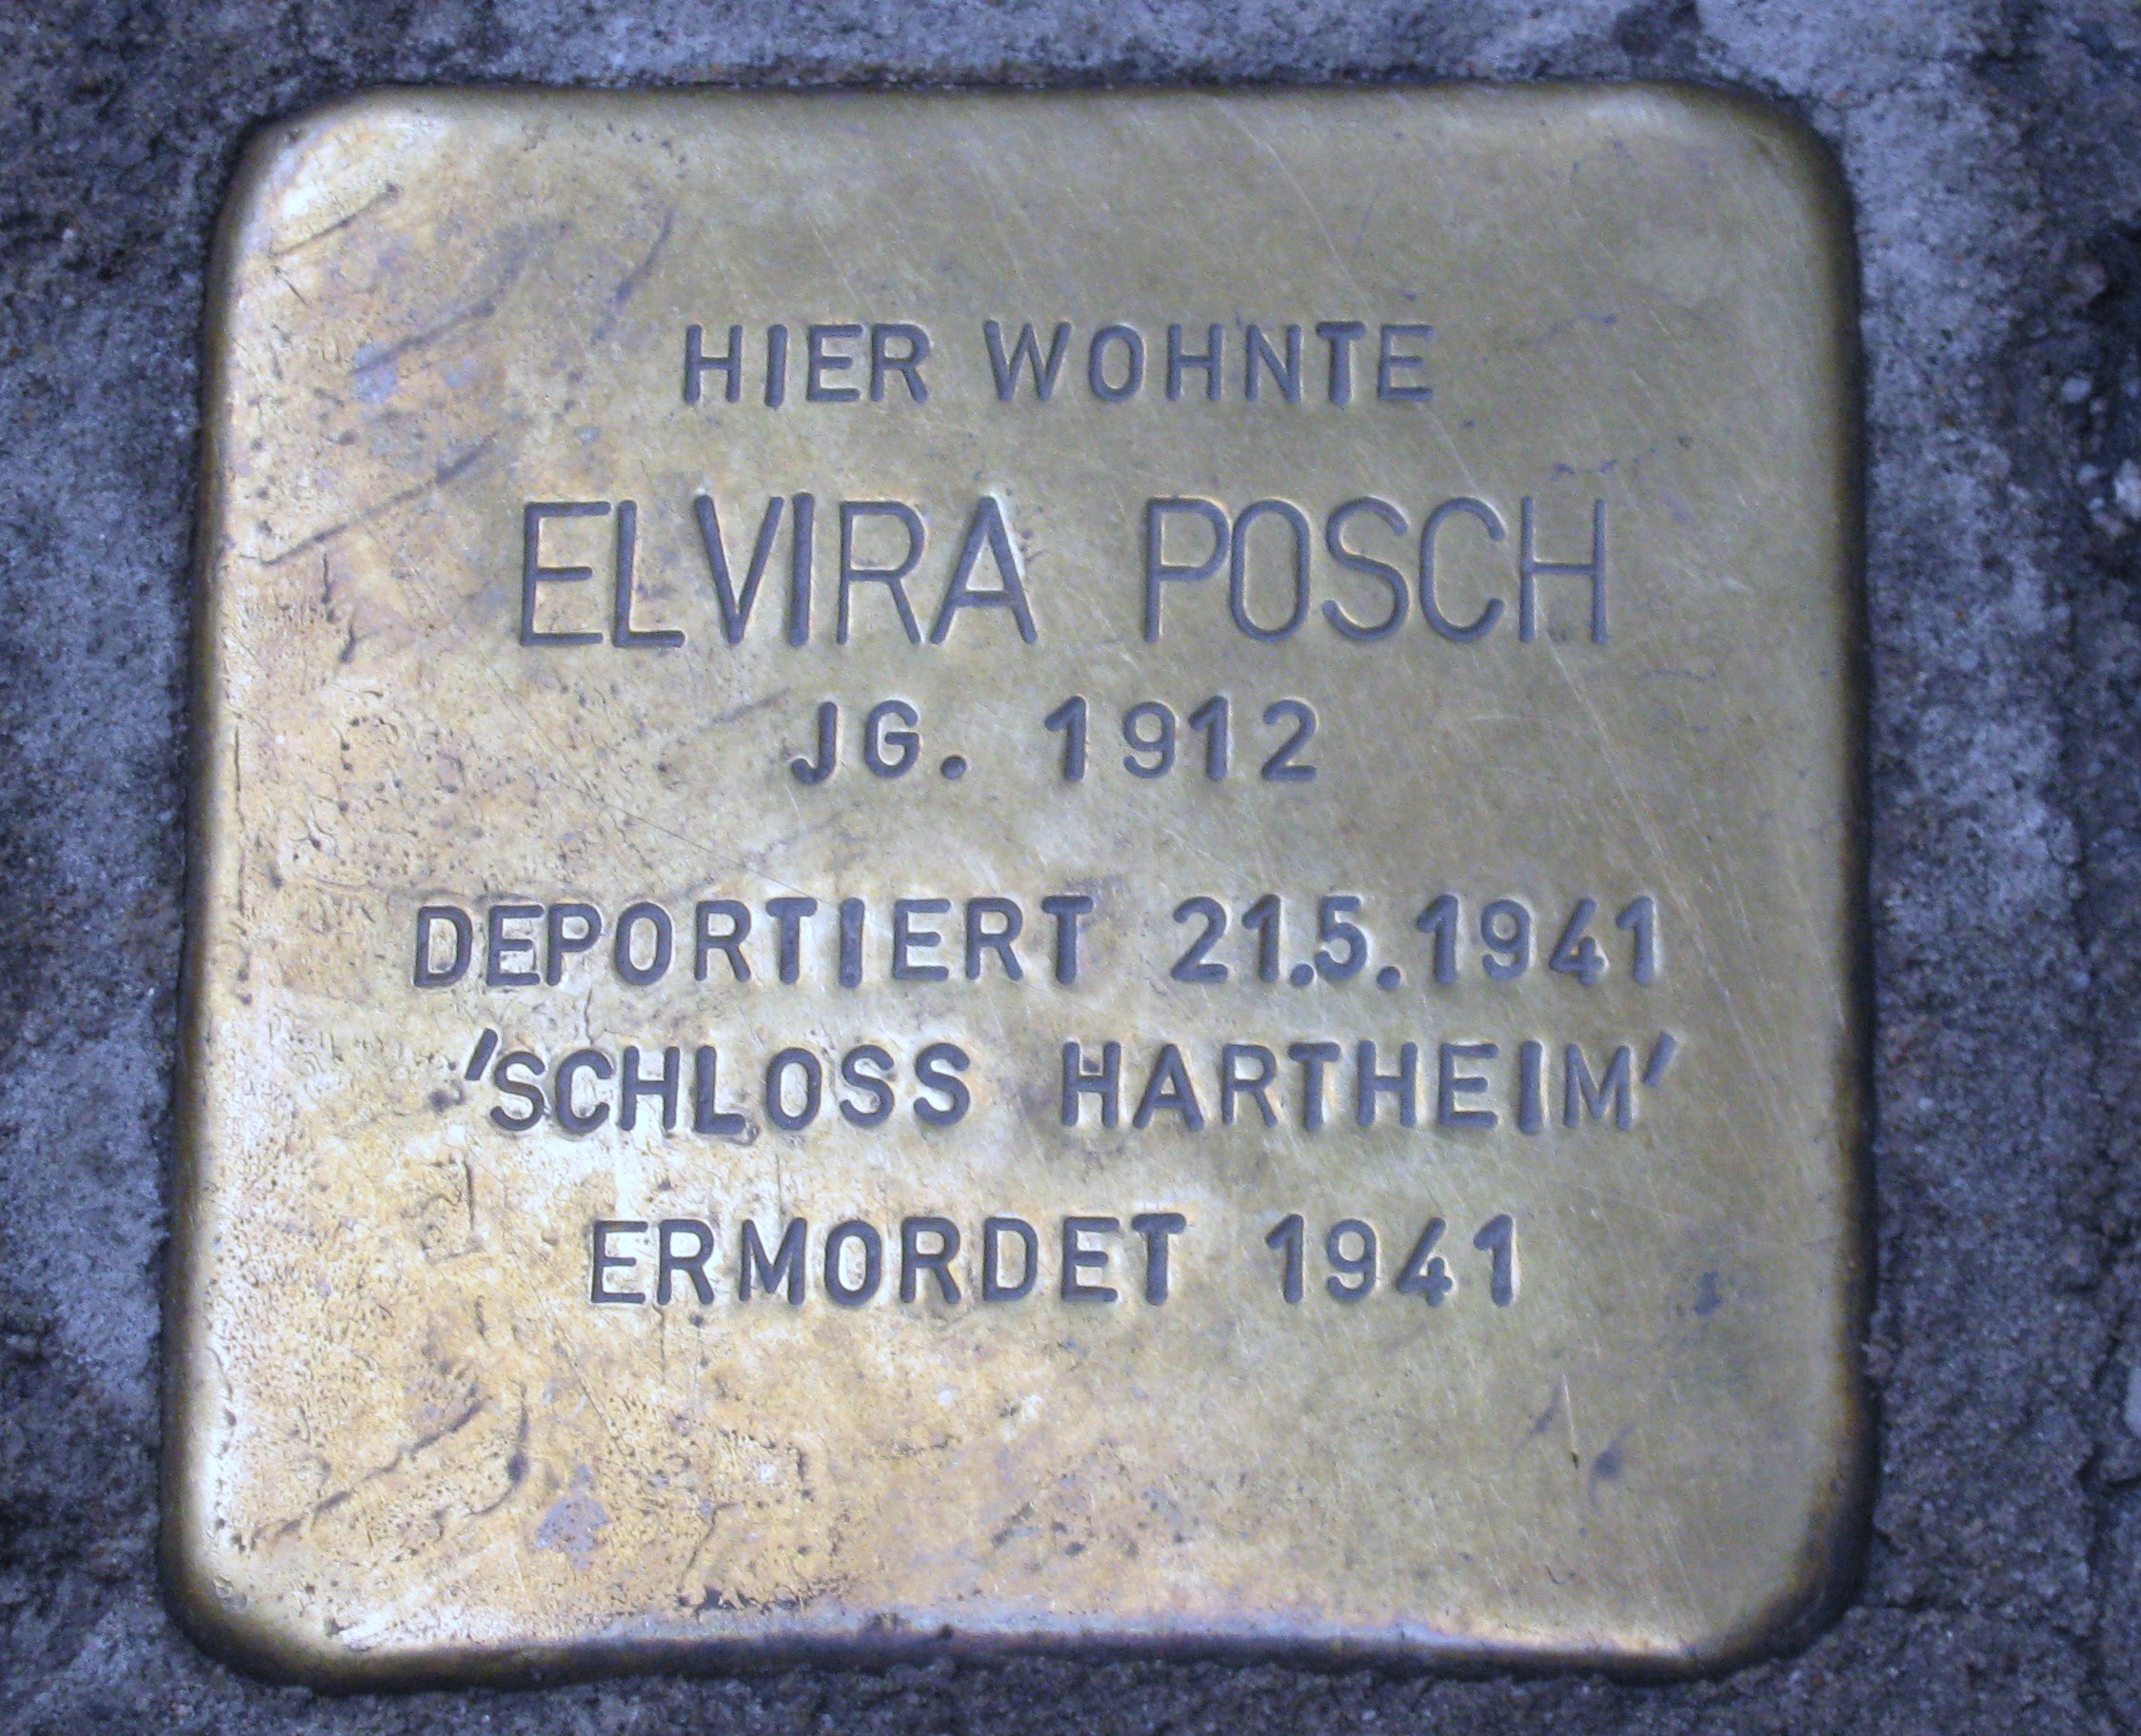 HIER WOHNTE
ELVIRA POSCH
JG. 1912
DEPORTIERT 21.5.1941
'SCHLOSS HARTHEIM'
ERMORDET 1941